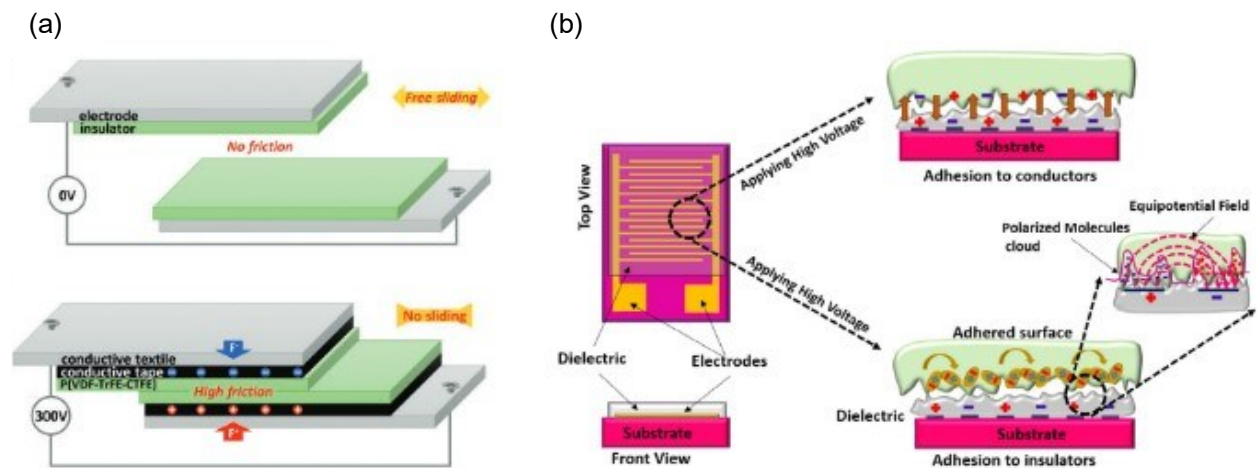 (a)
electrode
insulator
Free sliding
No friction
0V
No sliding
conductive textile
conductive tape
P(VDF-TrFE-CTFE)
High friction
300V
F
F
(b)
Top View
Applying High Voltage
Applying High Voltage
Dielectric
Electrodes
Substrate
Front View
Substrate
Adhesion to conductors
Equipotential Field
Polarized Molecules
cloud
Adhered surface
Dielectric
Substrate
Adhesion to insulators